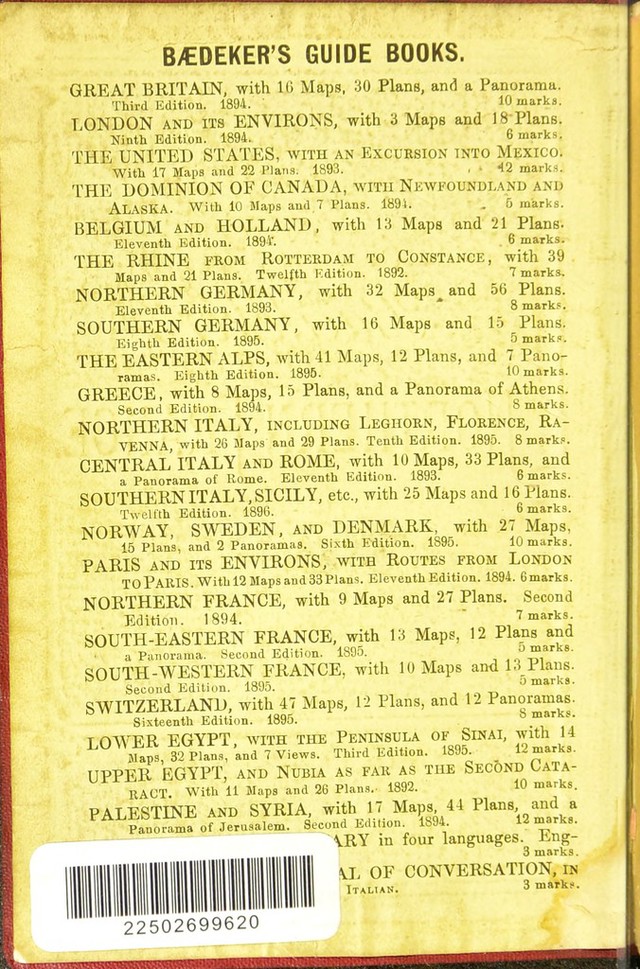 BÆDEKER'S GUIDE BOOKS.
GREAT BRITAIN, with 16 Maps, 30 Plans, and a Panorama.
Third Edition. 1894. 10 marks.
LONDON AND ITS ENVIRONS, with 3 Maps and 18 Plans.
Ninth Edition. 1894. 6 marks.
THE UNITED STATES, WITH AN EXCURSION INTO MEXICO.
With 17 Maps and 22 Plans. 1893. 12 marks.
THE DOMINION OF CANADA, WITH NEWFOUNDLAND AND
ALASKA. With 10 Maps and 7 Plans. 1894. 5 marks.
BELGIUM AND HOLLAND, with 13 Maps and 21 Plans.
Eleventh Edition. 1894. 6 marks.
THE RHINE FROM ROTTERDAM TO CONSTANCE, with 39
Maps and 21 Plans. Twelfth Edition. 1892. 7 marks.
NORTHERN GERMANY, with 32 Maps and 56 Plans.
Eleventh Edition. 1893. 8 marks.
SOUTHERN GERMANY, with 16 Maps and 15 Plans.
Eighth Edition. 1895. 5 marks.
THE EASTERN ALPS, with 41 Maps, 12 Plans, and 7 Pano-
ramas. Eighth Edition. 1895. 10 marks.
GREECE, with 8 Maps, 15 Plans, and a Panorama of Athens.
Second Edition. 1894. 8 marks.
NORTHERN ITALY, INCLUDING LEGHORN, FLORENCE, RA-
VENNA, with 26 Maps and 29 Plans. Tenth Edition. 1895. 8 marks.
CENTRAL ITALY AND ROME, with 10 Maps, 33 Plans, and
a Panorama of Rome. Eleventh Edition. 1893. 6 marks.
SOUTHERN ITALY, SICILY, etc., with 25 Maps and 16 Plans.
Twelfth Edition. 1896. 6 marks.
NORWAY, SWEDEN, AND DENMARK, with 27 Maps,
15 Plans, and 2 Panoramas. Sixth Edition. 1895. 10 marks.
PARIS AND ITS ENVIRONS, WITH ROUTES FROM LONDON
TO PARIS. With 12 Maps and 33 Plans. Eleventh Edition. 1894. 6 marks.
NORTHERN FRANCE, with 9 Maps and 27 Plans. Second
Edition. 1894. 7 marks.
SOUTH-EASTERN FRANCE, with 13 Maps, 12 Plans and
a Panorama. Second Edition. 1895. 5 marks.
SOUTH-WESTERN FRANCE, with 10 Maps and 13 Plans.
Second Edition. 1895. 5 marks.
SWITZERLAND, with 47 Maps, 12 Plans, and 12 Panoramas.
Sixteenth Edition. 1895. 8 marks.
LOWER EGYPT, WITH THE PENINSULA OF SINAI, with 14
Maps, 32 Plans, and 7 Views. Third Edition. 1895. 12 marks.
UPPER EGYPT, AND NUBIA AS FAR AS THE SECOND CATA-
RACT. With 11 Maps and 26 Plans. 1892. 10 marks.
PALESTINE AND SYRIA, with 17 Maps, 44 Plans, and a
Panorama of Jerusalem. Second Edition. 1894. 12 marks.
ARY in four languages. Eng-
3 marks.
AL OF CONVERSATION, IN
ITALIAN. 3 marks.
22502699620